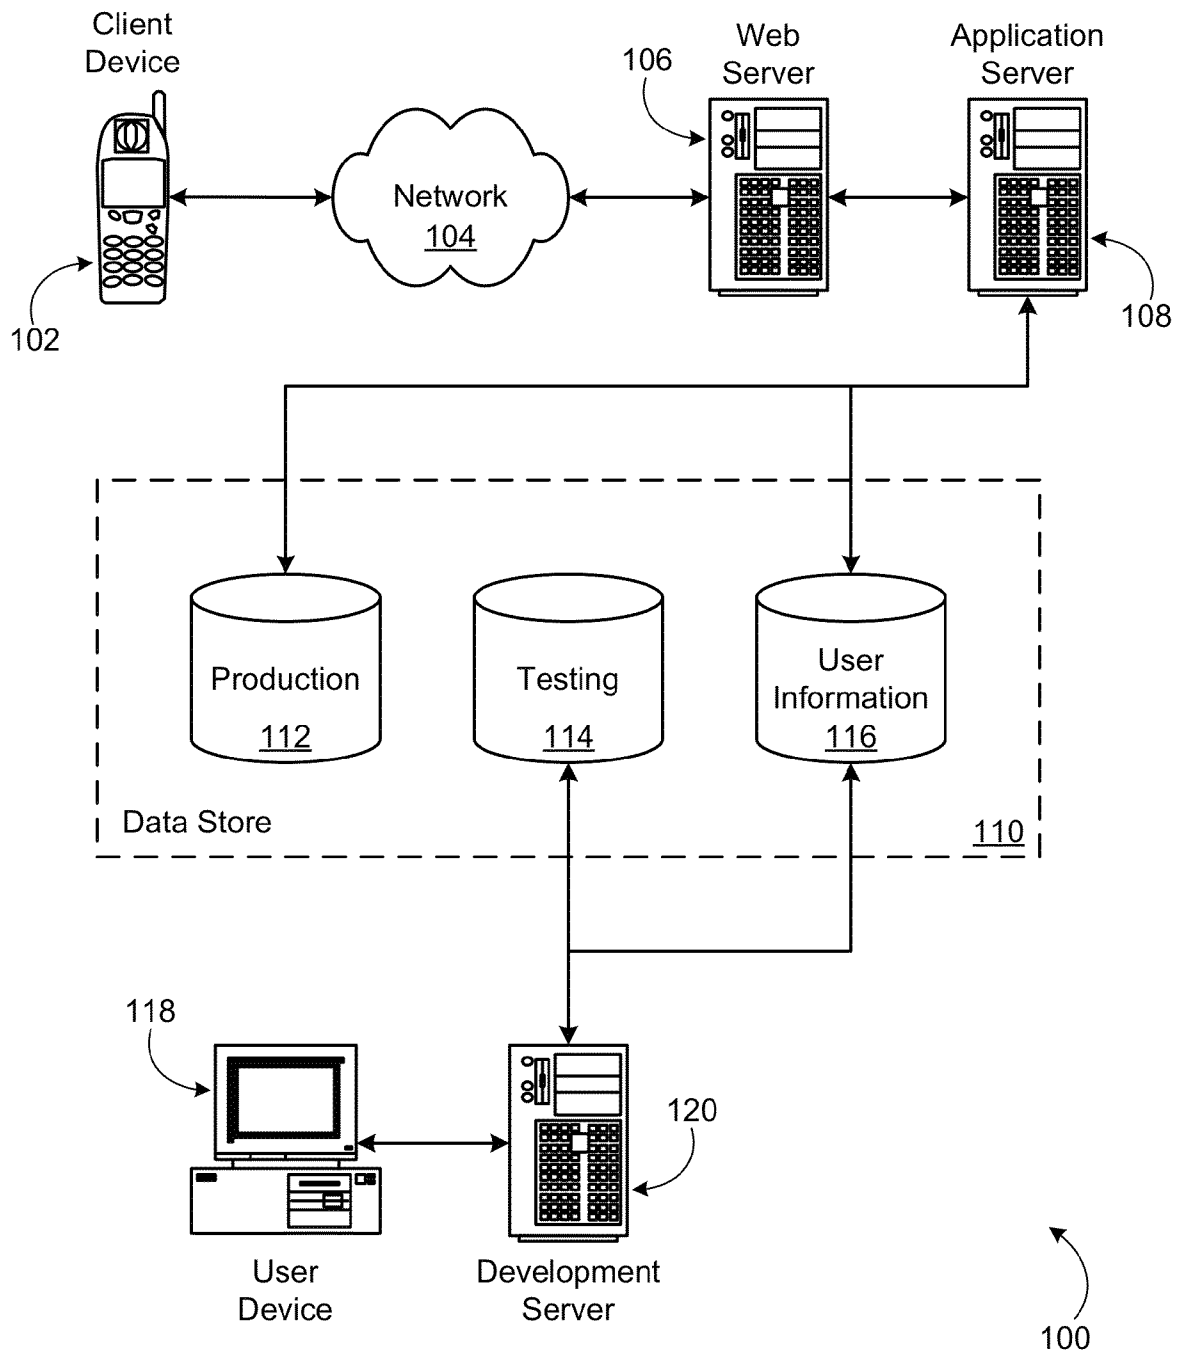 Client
Device
Web
Server
Application
Server
106
Network
104
102
108
Production
112
Testing
114
User
Information
116
Data Store
110
118
120
User
Device
Development
Server
100